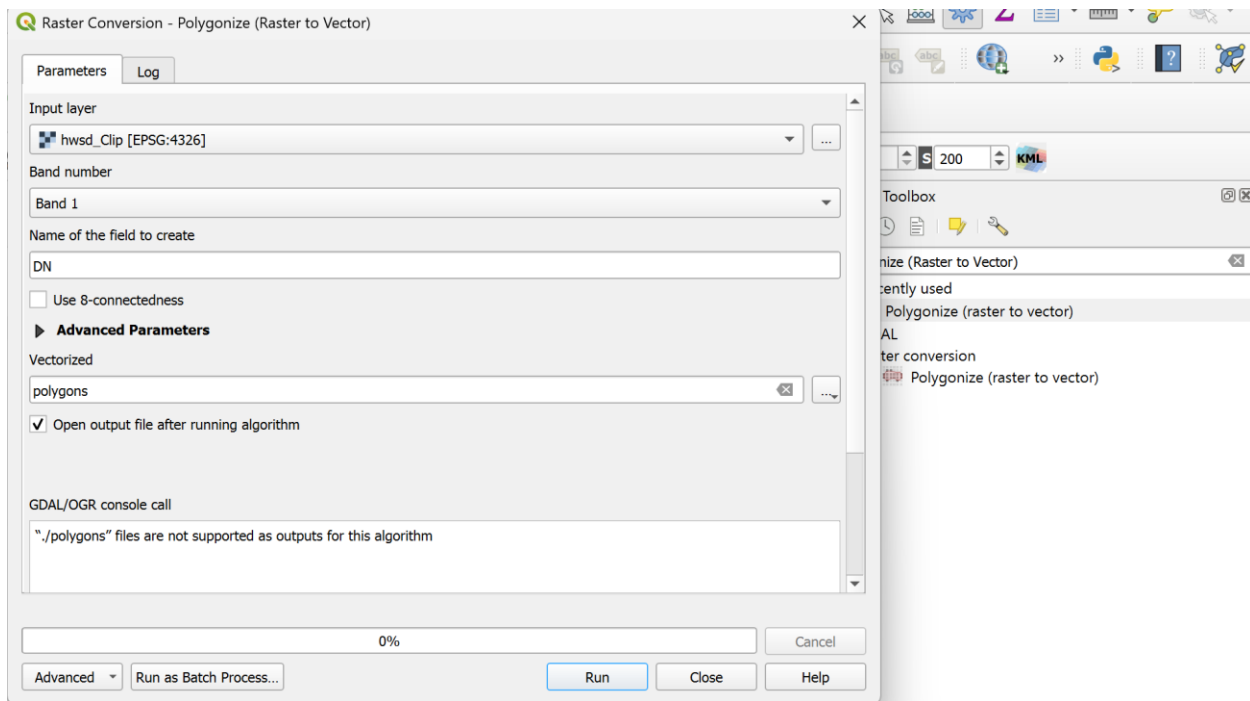 Raster Conversion - Polygonize (Raster to Vector)
Parameters
Log
Input layer
hwsd_Clip [EPSG:4326]
...
Band number
Band 1
Name of the field to create
DN
Use 8-connectedness
Advanced Parameters
Vectorized
polygons
...
Open output file after running algorithm
GDAL/OGR console call
“./polygons” files are not supported as outputs for this algorithm
0%
Cancel
Advanced
Run as Batch Process...
Run
Close
Help
abc
abc
»
?
S 200
KML
Toolbox
nize (Raster to Vector)
cently used
Polygonize (raster to vector)
AL
ter conversion
Polygonize (raster to vector)